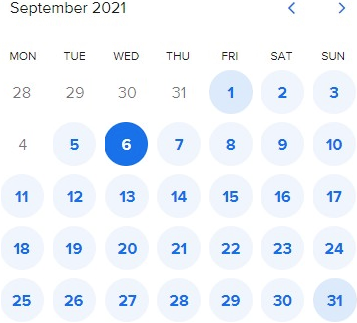 September 2021
MON TUE WED THU FRI SAT SUN
28 29 30 31 1 2 3
4 5 6 7 8 9 10
11 12 13 14 15 16 17
18 19 20 21 22 23 24
25 26 27 28 29 30 31